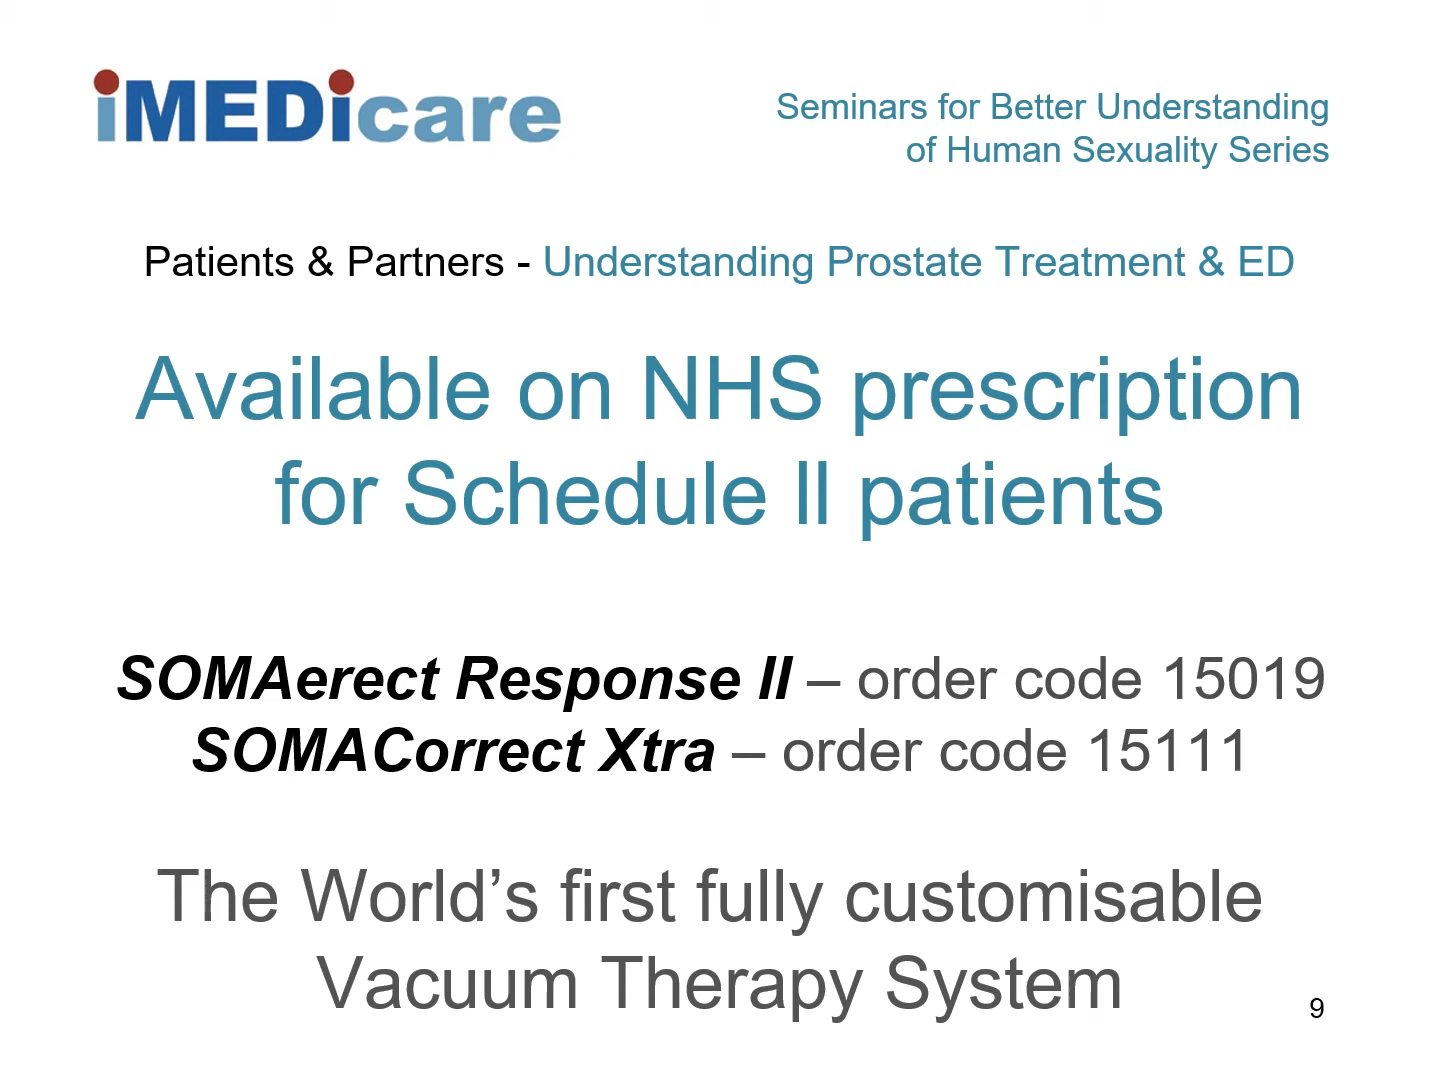 iMEDicare
Seminars for Better Understanding
of Human Sexuality Series
Patients & Partners - Understanding Prostate Treatment & ED
Available on NHS prescription
for Schedule ll patients
SOMAerect Response II – order code 15019
SOMACorrect Xtra – order code 15111
The World’s first fully customisable
Vacuum Therapy System
9